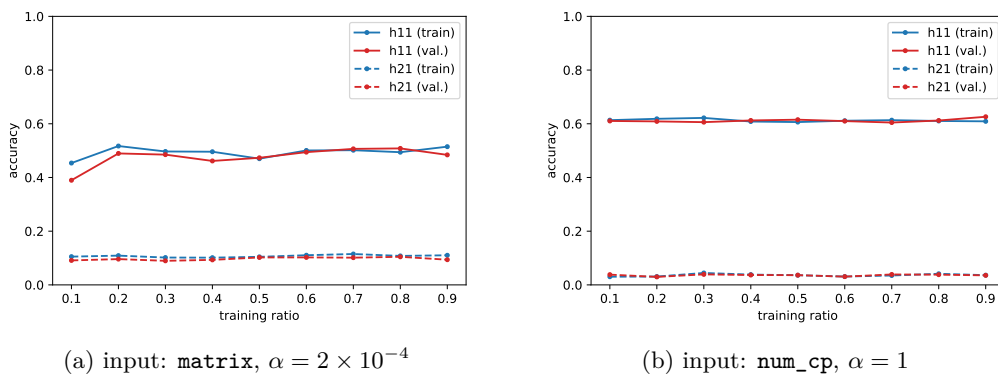 1.0
0.8
0.6
0.4
0.2
0.0
accuracy
0.1 0.2 0.3 0.4 0.5 0.6 0.7 0.8 0.9
training ratio
h11 (train)
h11 (val.)
h21 (train)
h21 (val.)
(a) input: matrix, α = 2 × 10⁻⁴
1.0
0.8
0.6
0.4
0.2
0.0
accuracy
0.1 0.2 0.3 0.4 0.5 0.6 0.7 0.8 0.9
training ratio
h11 (train)
h11 (val.)
h21 (train)
h21 (val.)
(b) input: num_cp, α = 1